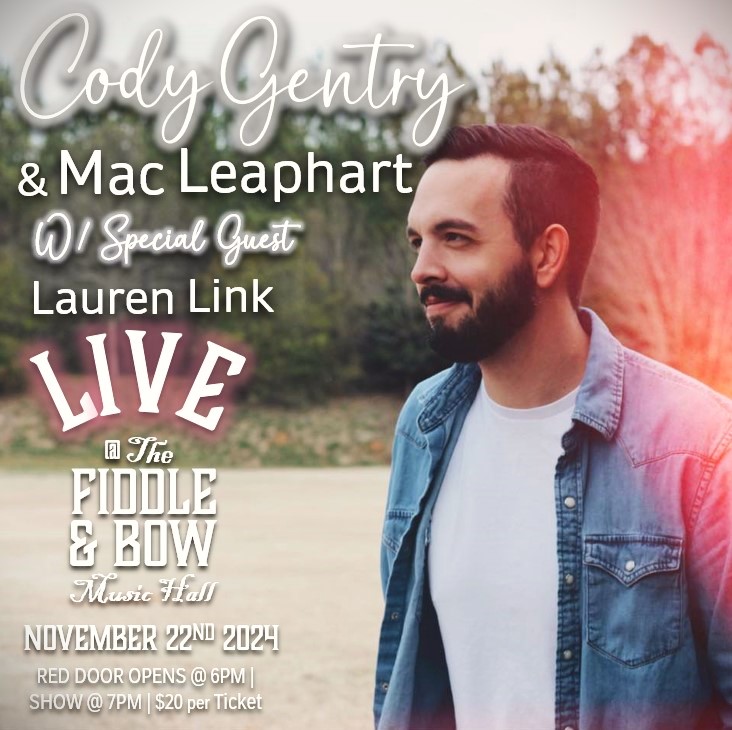 Cody Gentry
& Mac Leaphart
W/ Special Guest
Lauren Link
LIVE
@ The
FIDDLE
& BOW
Music Hall
NOVEMBER 22ND 2024
RED DOOR OPENS @ 6PM |
SHOW @ 7PM | $20 per Ticket